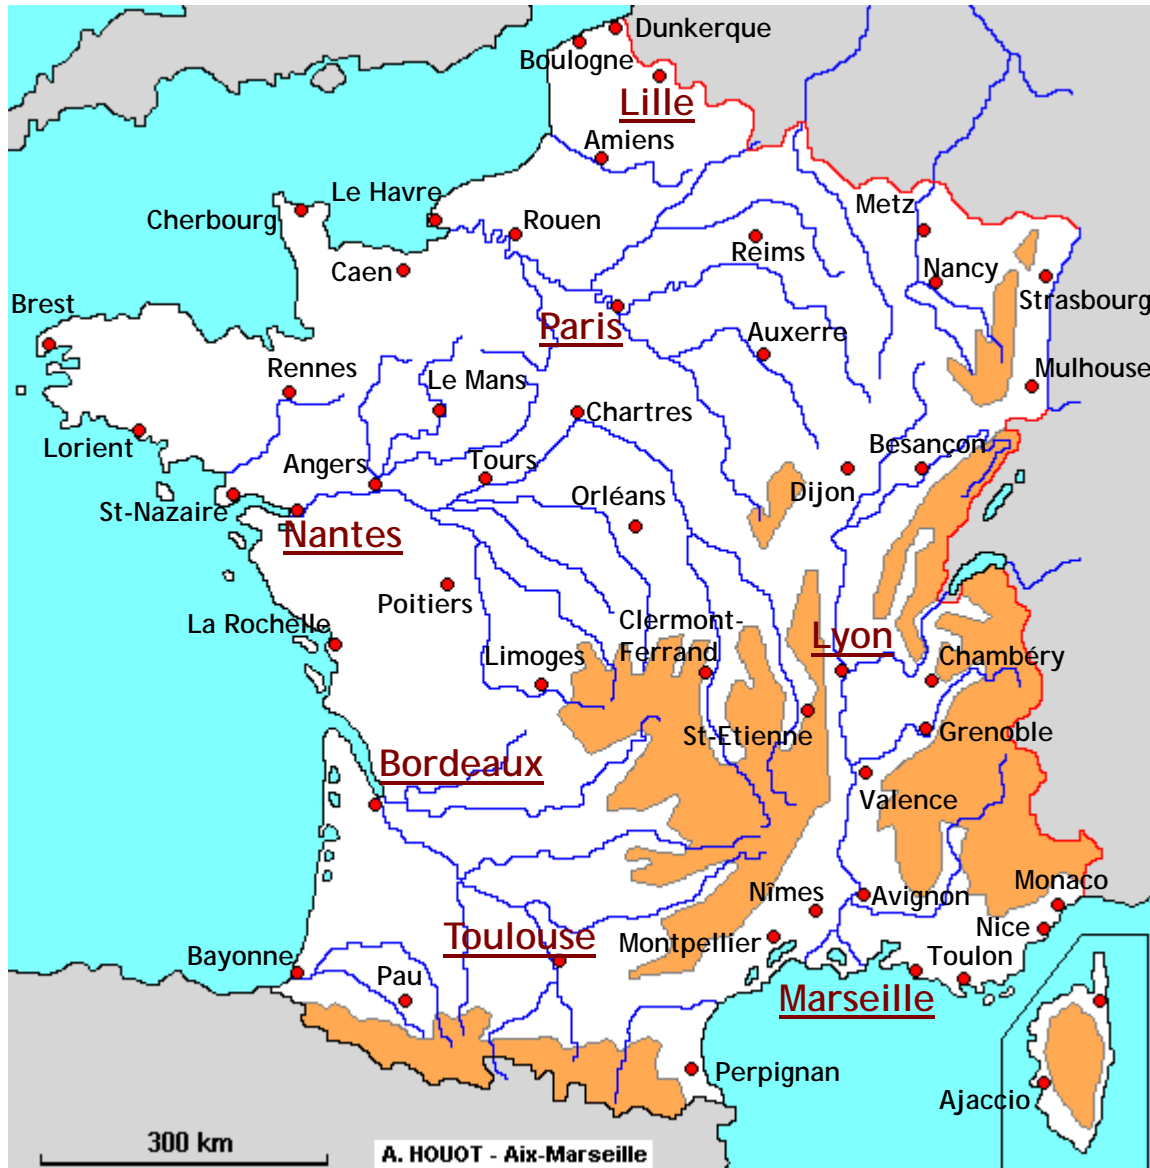 Dunkerque
Boulogne
Lille
Amiens
Le Havre
Cherbourg
Rouen
Metz
Reims
Caen
Nancy
Strasbourg
Brest
Paris
Auxerre
Rennes
Le Mans
Mulhouse
Chartres
Lorient
Besançon
Angers
Tours
Dijon
St-Nazaire
Orléans
Nantes
Poitiers
La Rochelle
Clermont-
Ferrand
Lyon
Limoges
Chambéry
St-Etienne
Grenoble
Bordeaux
Valence
Nîmes
Avignon
Monaco
Toulouse
Montpellier
Nice
Bayonne
Pau
Toulon
Marseille
Perpignan
Ajaccio
300 km
A. HOUOT - Aix-Marseille